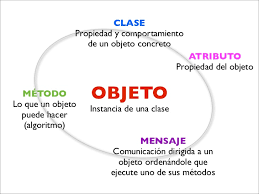 CLASE
Propiedad y comportamiento
de un objeto concreto
ATRIBUTO
Propiedad del objeto
MÉTODO
Lo que un objeto
puede hacer
(algoritmo)
OBJETO
Instancia de una clase
MENSAJE
Comunicación dirigida a un
objeto ordenándole que
ejecute uno de sus métodos